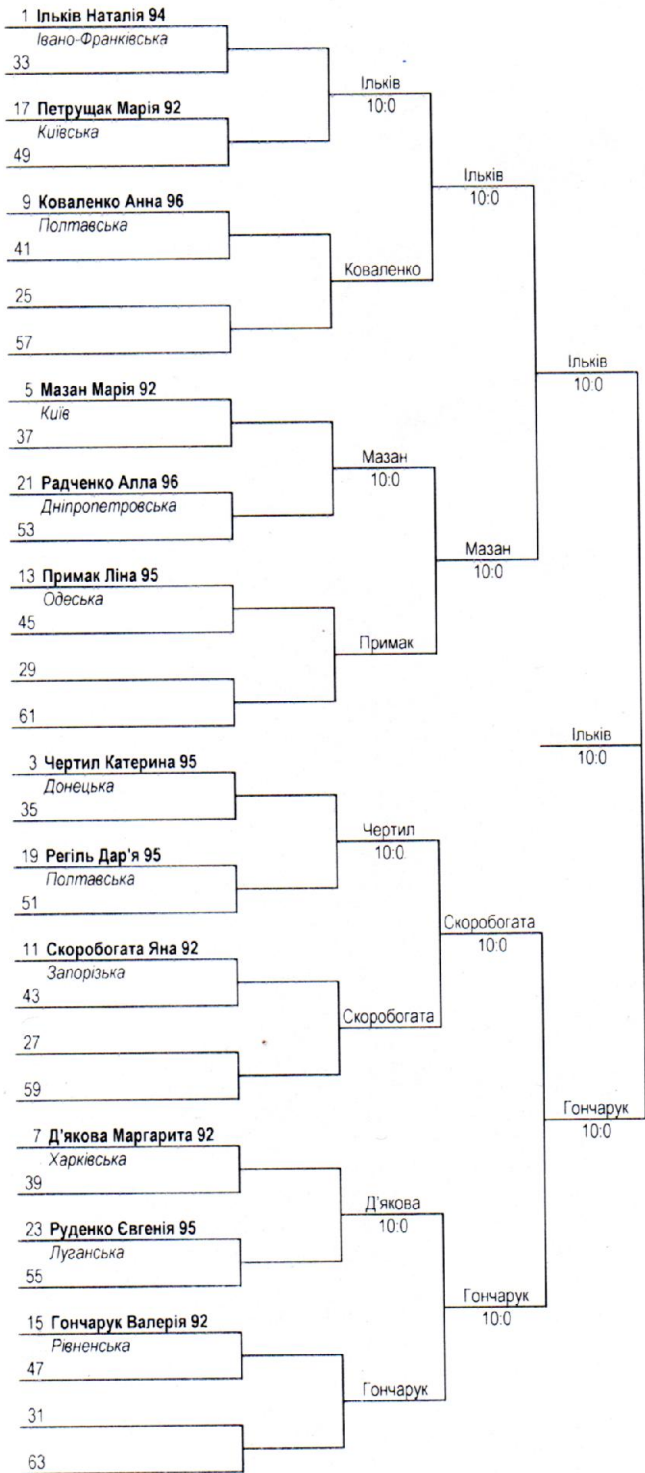 1 Ільків Наталія 94
Івано-Франківська
33
Ільків
10:0
17 Петрущак Марія 92
Київська
49
Ільків
10:0
9 Коваленко Анна 96
Полтавська
41
Коваленко
25
57
Ільків
10:0
5 Мазан Марія 92
Київ
37
Мазан
10:0
21 Радченко Алла 96
Дніпропетровська
53
Мазан
10:0
13 Примак Ліна 95
Одеська
45
Примак
29
61
Ільків
10:0
3 Чертил Катерина 95
Донецька
35
Чертил
10:0
19 Регіль Дар'я 95
Полтавська
51
Скоробогата
10:0
11 Скоробогата Яна 92
Запорізька
43
Скоробогата
27
59
Гончарук
10:0
7 Д'якова Маргарита 92
Харківська
39
Д'якова
10:0
23 Руденко Євгенія 95
Луганська
55
Гончарук
10:0
15 Гончарук Валерія 92
Рівненська
47
Гончарук
31
63